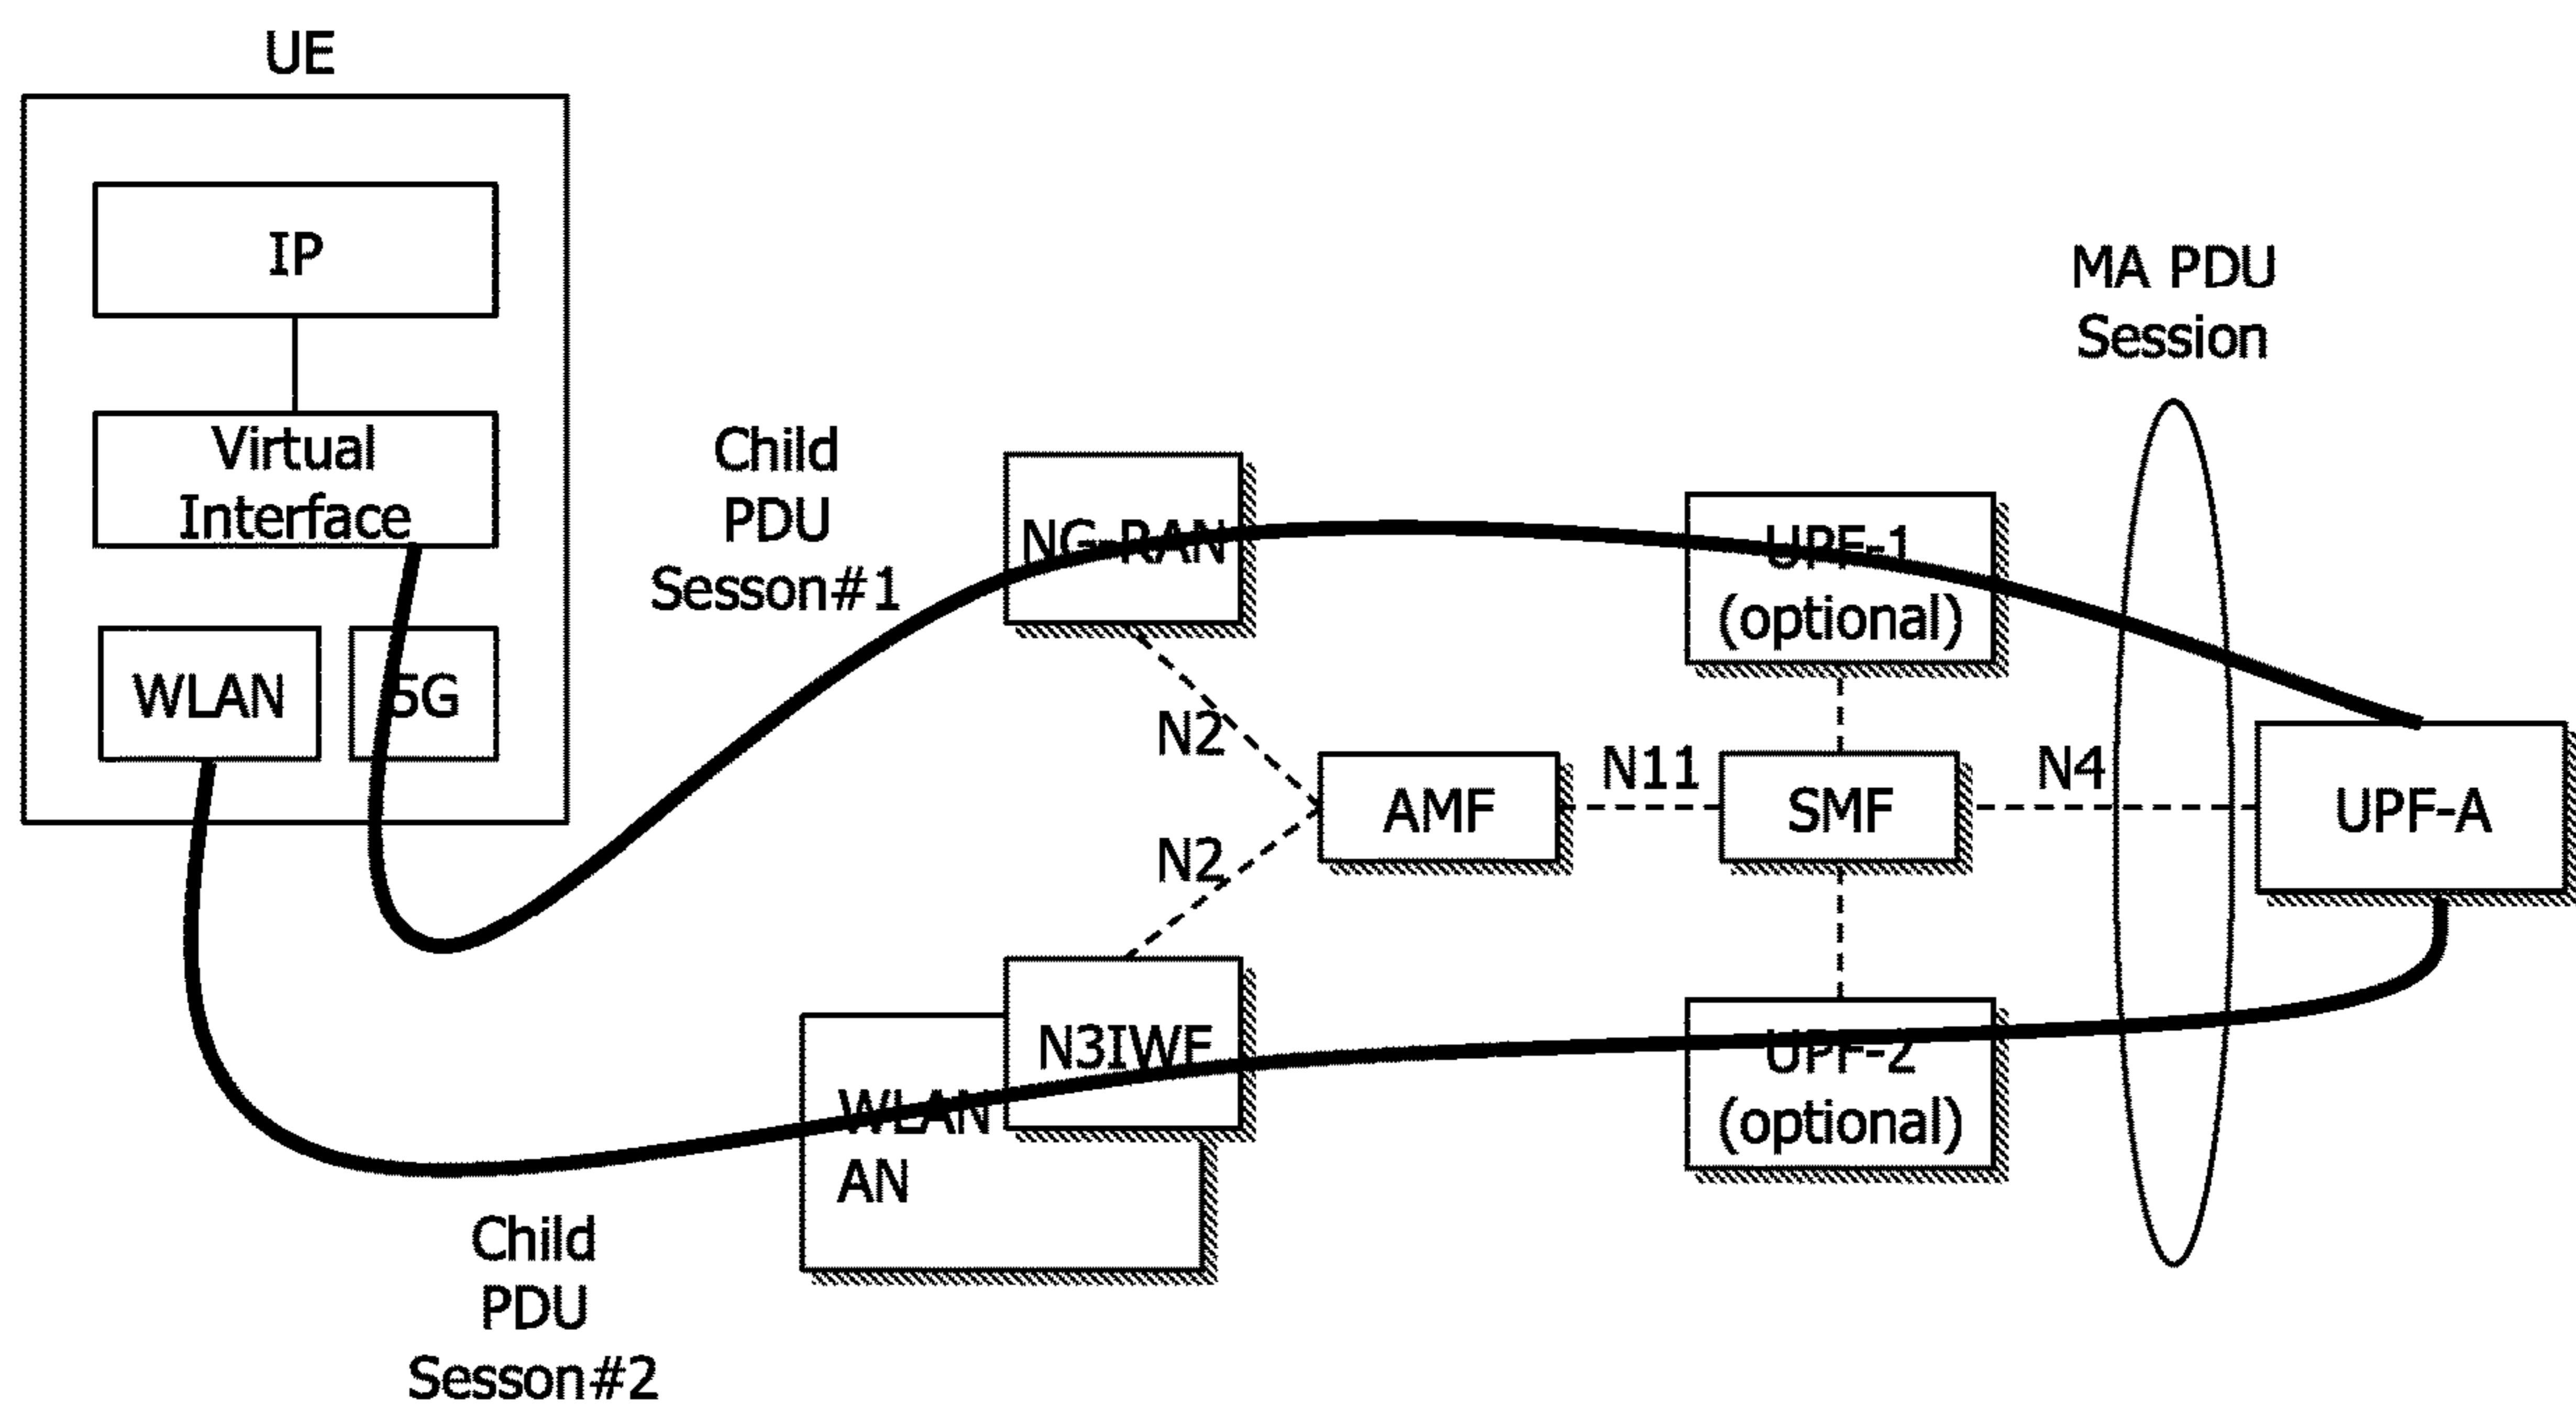 UE
IP
Virtual
Interface
WLAN
5G
Child
PDU
Sesson#1
NG-RAN
UPF-1
(optional)
MA PDU
Session
N2
AMF
N11
SMF
N4
UPF-A
N2
N3IWF
WLAN
AN
UPF-2
(optional)
Child
PDU
Sesson#2